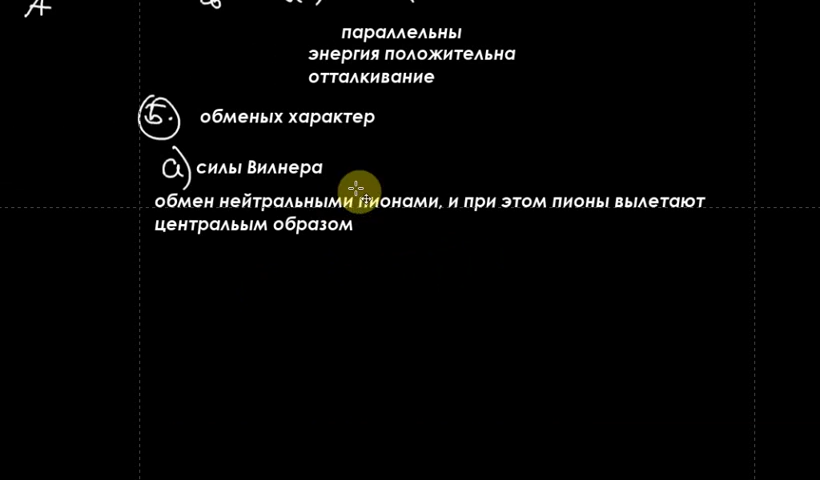 А
параллельны
энергия положительна
отталкивание
Б. обменых характер
а) силы Вилнера
обмен нейтральными пионами, и при этом пионы вылетают
центральым образом